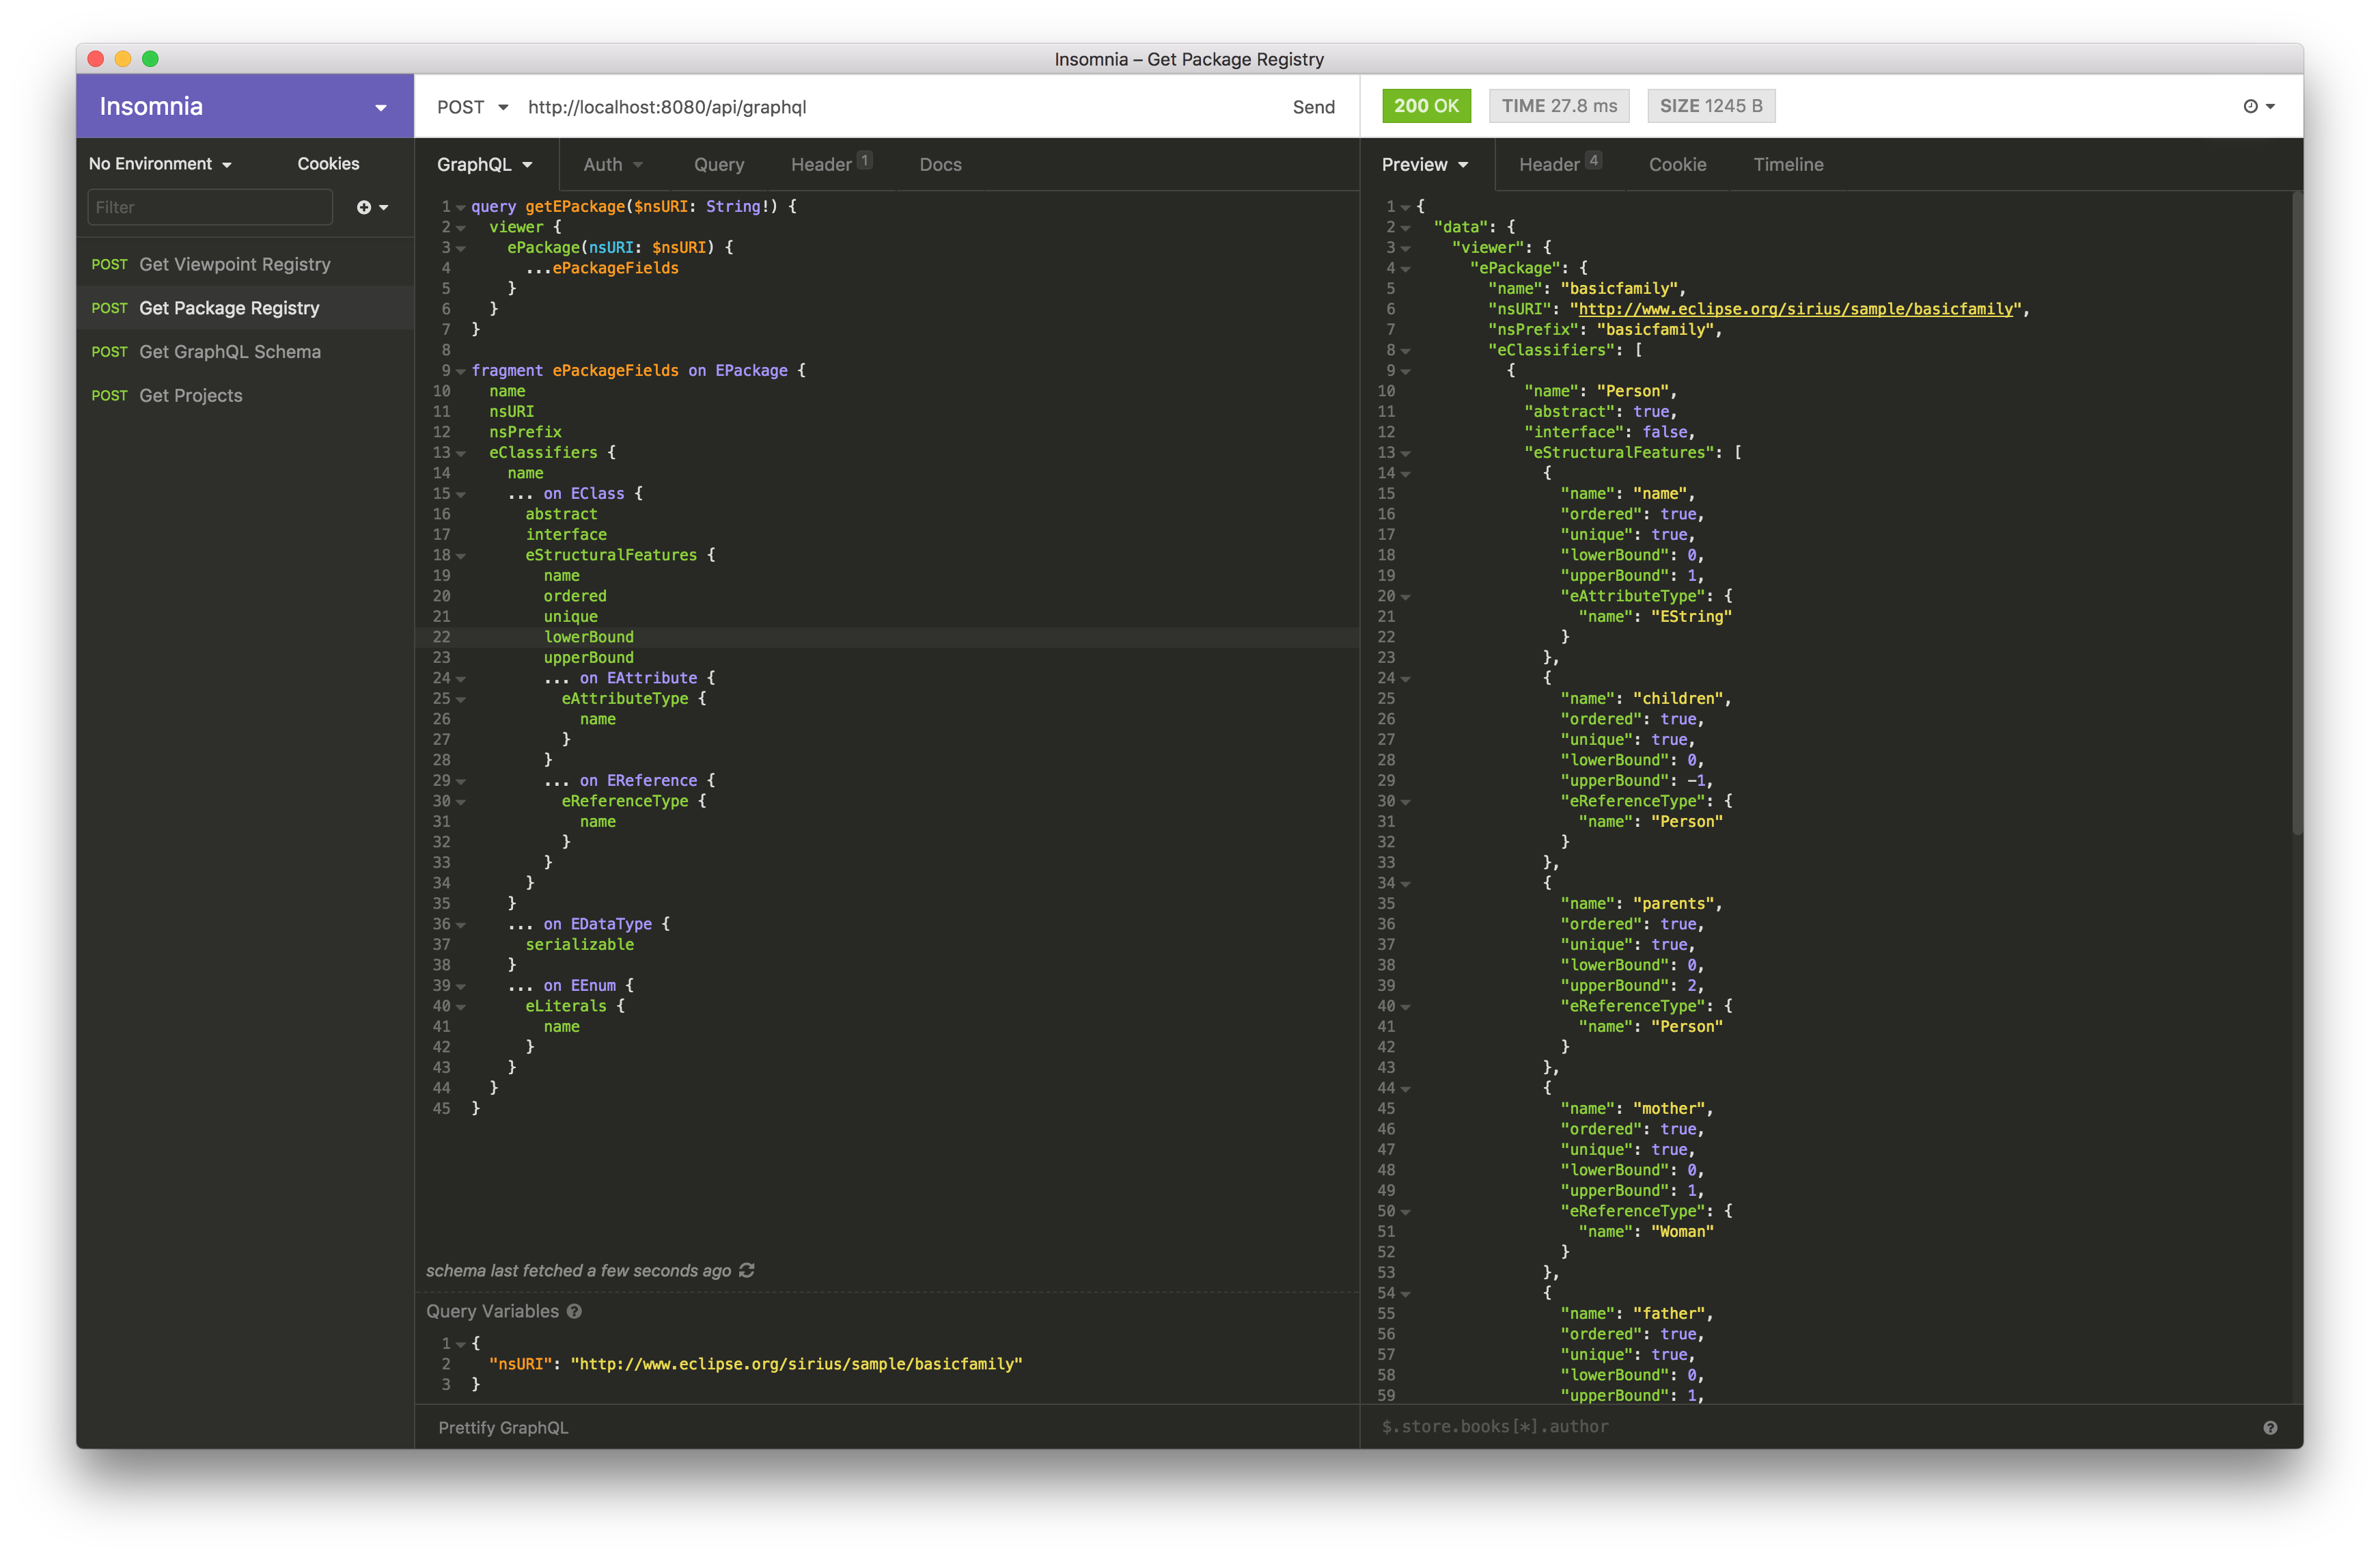 Insomnia – Get Package Registry
Insomnia
POST http://localhost:8080/api/graphql Send
200 OK TIME 27.8 ms SIZE 1245 B
No Environment Cookies
Filter
POST Get Viewpoint Registry
POST Get Package Registry
POST Get GraphQL Schema
POST Get Projects
GraphQL Auth Query Header 1 Docs
1 query getEPackage($nsURI: String!) {
2 viewer {
3 ePackage(nsURI: $nsURI) {
4 ...ePackageFields
5 }
6 }
7 }
8
9 fragment ePackageFields on EPackage {
10 name
11 nsURI
12 nsPrefix
13 eClassifiers {
14 name
15 ... on EClass {
16 abstract
17 interface
18 eStructuralFeatures {
19 name
20 ordered
21 unique
22 lowerBound
23 upperBound
24 ... on EAttribute {
25 eAttributeType {
26 name
27 }
28 }
29 ... on EReference {
30 eReferenceType {
31 name
32 }
33 }
34 }
35 }
36 ... on EDataType {
37 serializable
38 }
39 ... on EEnum {
40 eLiterals {
41 name
42 }
43 }
44 }
45 }
schema last fetched a few seconds ago
Query Variables
1 {
2 "nsURI": "http://www.eclipse.org/sirius/sample/basicfamily"
3 }
Prettify GraphQL
Preview Header 4 Cookie Timeline
1 {
2 "data": {
3 "viewer": {
4 "ePackage": {
5 "name": "basicfamily",
6 "nsURI": "http://www.eclipse.org/sirius/sample/basicfamily",
7 "nsPrefix": "basicfamily",
8 "eClassifiers": [
9 {
10 "name": "Person",
11 "abstract": true,
12 "interface": false,
13 "eStructuralFeatures": [
14 {
15 "name": "name",
16 "ordered": true,
17 "unique": true,
18 "lowerBound": 0,
19 "upperBound": 1,
20 "eAttributeType": {
21 "name": "EString"
22 }
23 },
24 {
25 "name": "children",
26 "ordered": true,
27 "unique": true,
28 "lowerBound": 0,
29 "upperBound": -1,
30 "eReferenceType": {
31 "name": "Person"
32 }
33 },
34 {
35 "name": "parents",
36 "ordered": true,
37 "unique": true,
38 "lowerBound": 0,
39 "upperBound": 2,
40 "eReferenceType": {
41 "name": "Person"
42 }
43 },
44 {
45 "name": "mother",
46 "ordered": true,
47 "unique": true,
48 "lowerBound": 0,
49 "upperBound": 1,
50 "eReferenceType": {
51 "name": "Woman"
52 }
53 },
54 {
55 "name": "father",
56 "ordered": true,
57 "unique": true,
58 "lowerBound": 0,
59 "upperBound": 1,
$.store.books[*].author